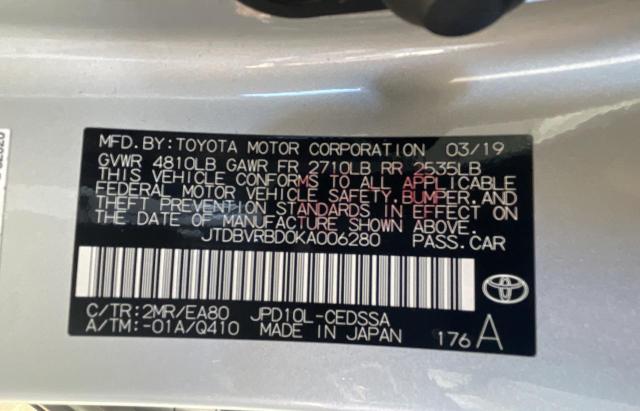 MFD.BY:TOYOTA MOTOR CORPORATION 03/19
GVWR 4810LB GAWR FR 2710LB RR 2535LB
THIS VEHICLE CONFORMS TO ALL APPLICABLE
FEDERAL MOTOR VEHICLE SAFETY,BUMPER,AND
THEFT PREVENTION STANDARDS IN EFFECT ON
THE DATE OF MANUFACTURE SHOWN ABOVE.
JTDBVRBD0KA006280 PASS.CAR
C/TR:2MR/EA80 JPD10L-CEDSSA
A/TM:-01A/Q410 MADE IN JAPAN 176A